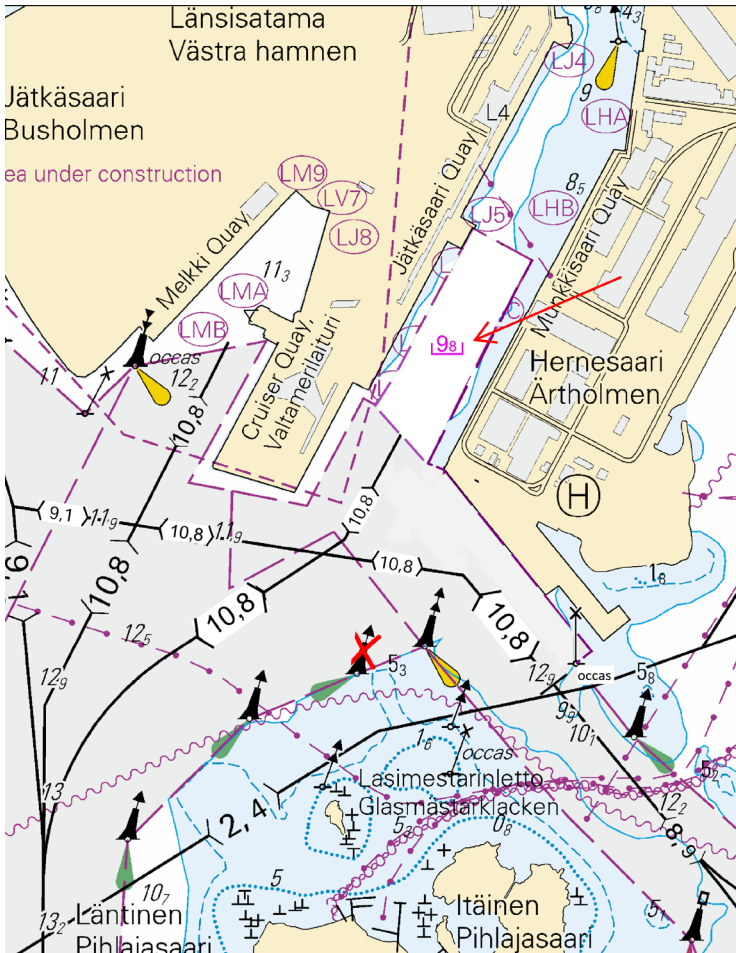 Länsisatama
Västra hamnen
Jätkäsaari
Busholmen
ea under construction
LM9
LV7
LJ8
LMA
LMB
Melkki Quay
11₃
occas
12₂
11
Cruiser Quay,
Valtamerilaituri
Jätkäsaari Quay
L4
LJ4
9
LHA
8₅
LHB
LJ5
Munkkisaari Quay
C
9₈
Hernesaari
Ärtholmen
H
10,8
9,1
11₉
10,8
11₉
10,8
10,8
10,8
10,8
10,8
9,1
12₅
12₉
13
5₃
1₈
12₉
occas
5₈
9₉
10₁
1₆
occas
Lasimestarinletto
Glasmästarklacken
2,4
5₃
0₈
5₂
12₂
8,9
5
10₇
13₂
5₁
Läntinen
Pihlajasaari
Itäinen
Pihlajasaari